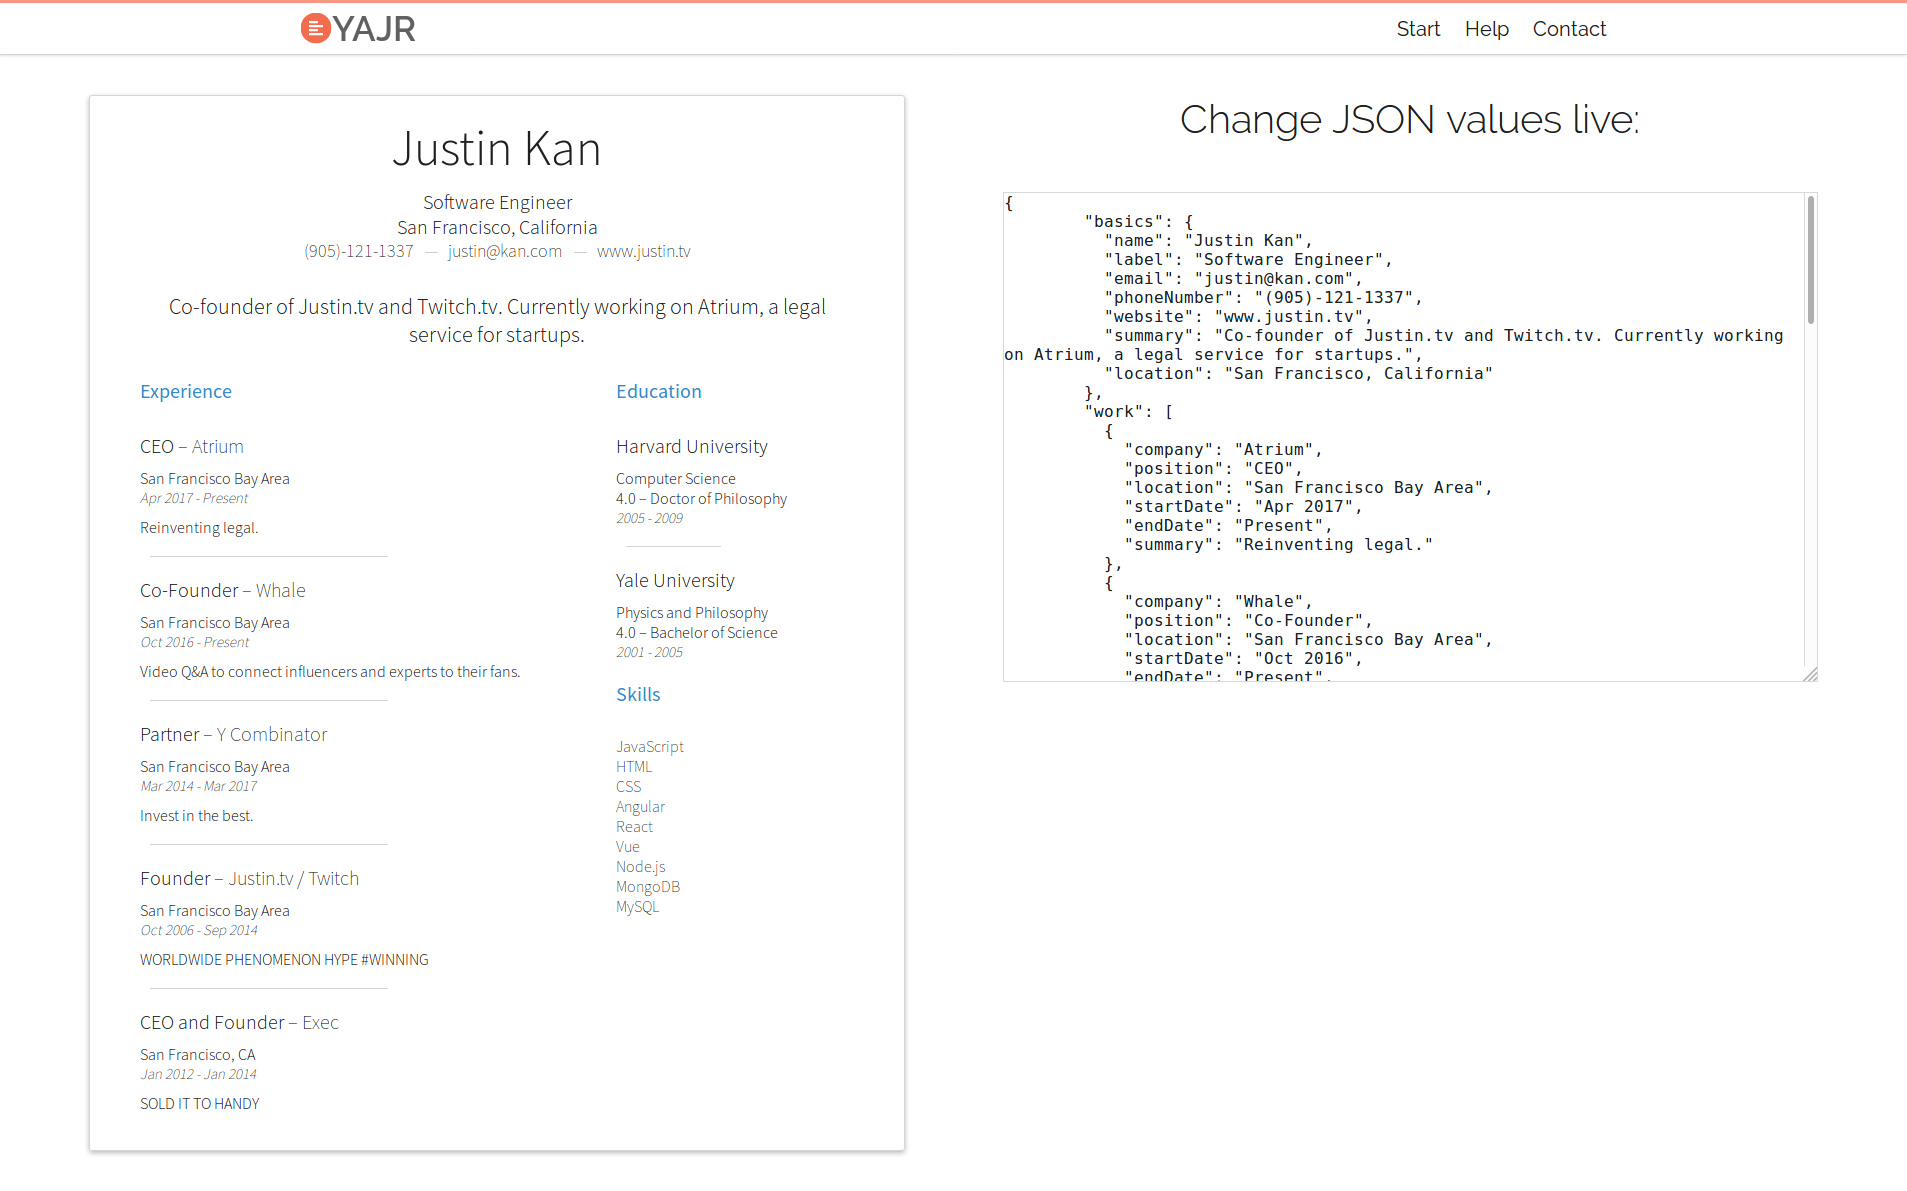 YAJR
Start Help Contact
Justin Kan
Software Engineer
San Francisco, California
(905)-121-1337 — justin@kan.com — www.justin.tv
Co-founder of Justin.tv and Twitch.tv. Currently working on Atrium, a legal
service for startups.
Experience
CEO – Atrium
San Francisco Bay Area
Apr 2017 - Present
Reinventing legal.
Co-Founder – Whale
San Francisco Bay Area
Oct 2016 - Present
Video Q&A to connect influencers and experts to their fans.
Partner – Y Combinator
San Francisco Bay Area
Mar 2014 - Mar 2017
Invest in the best.
Founder – Justin.tv / Twitch
San Francisco Bay Area
Oct 2006 - Sep 2014
WORLDWIDE PHENOMENON HYPE #WINNING
CEO and Founder – Exec
San Francisco, CA
Jan 2012 - Jan 2014
SOLD IT TO HANDY
Education
Harvard University
Computer Science
4.0 – Doctor of Philosophy
2005 - 2009
Yale University
Physics and Philosophy
4.0 – Bachelor of Science
2001 - 2005
Skills
JavaScript
HTML
CSS
Angular
React
Vue
Node.js
MongoDB
MySQL
Change JSON values live:
{
"basics": {
"name": "Justin Kan",
"label": "Software Engineer",
"email": "justin@kan.com",
"phoneNumber": "(905)-121-1337",
"website": "www.justin.tv",
"summary": "Co-founder of Justin.tv and Twitch.tv. Currently working
on Atrium, a legal service for startups.",
"location": "San Francisco, California"
},
"work": [
{
"company": "Atrium",
"position": "CEO",
"location": "San Francisco Bay Area",
"startDate": "Apr 2017",
"endDate": "Present",
"summary": "Reinventing legal."
},
{
"company": "Whale",
"position": "Co-Founder",
"location": "San Francisco Bay Area",
"startDate": "Oct 2016",
"endDate": "Present",